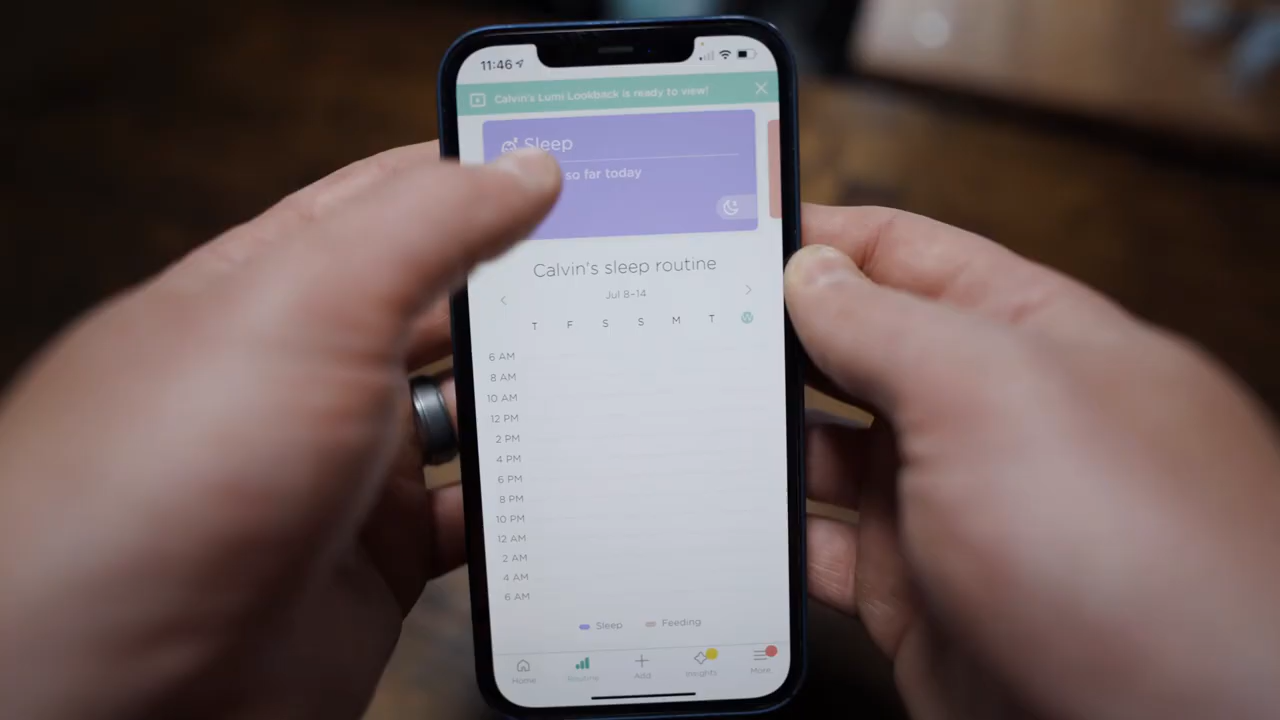 11:46
Calvin's Lumi Lookback is ready to view!
Sleep
so far today
Calvin's sleep routine
Jul 8–14
T F S S M T
6 AM
8 AM
10 AM
12 PM
2 PM
4 PM
6 PM
8 PM
10 PM
12 AM
2 AM
4 AM
6 AM
Sleep Feeding
Home Routine Add Insights More